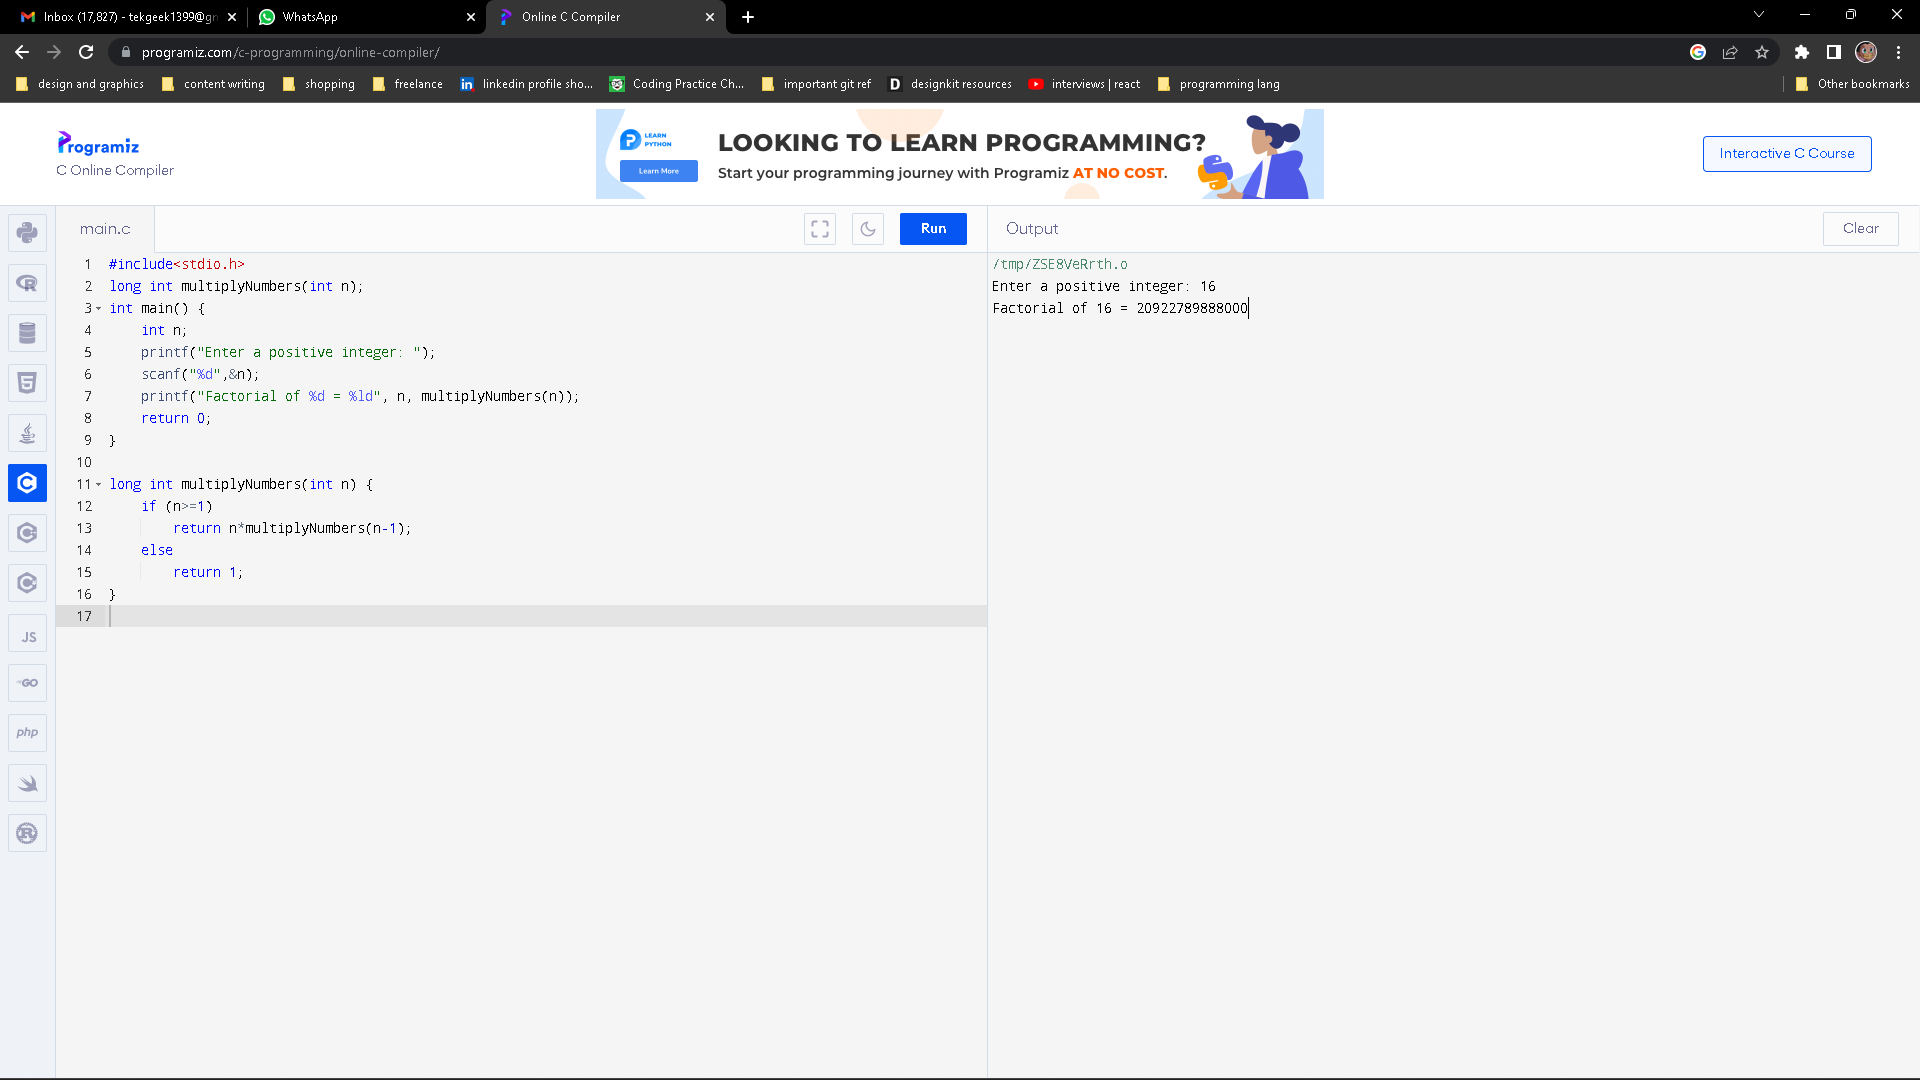 Inbox (17,827) - tekgeek1399@gn
WhatsApp
Online C Compiler
programiz.com/c-programming/online-compiler/
design and graphics
content writing
shopping
freelance
in
linkedin profile sho...
Coding Practice Ch...
important git ref
D
designkit resources
interviews | react
programming lang
Other bookmarks
Programiz
C Online Compiler
LEARN
PYTHON
Learn More
LOOKING TO LEARN PROGRAMMING?
Start your programming journey with Programiz AT NO COST.
Interactive C Course
main.c
Run
Output
Clear
1 #include<stdio.h>
2 long int multiplyNumbers(int n);
3 int main() {
4 int n;
5 printf("Enter a positive integer: ");
6 scanf("%d",&n);
7 printf("Factorial of %d = %ld", n, multiplyNumbers(n));
8 return 0;
9 }
10
11 long int multiplyNumbers(int n) {
12 if (n>=1)
13 return n*multiplyNumbers(n-1);
14 else
15 return 1;
16 }
17
/tmp/ZSE8VeRrth.o
Enter a positive integer: 16
Factorial of 16 = 20922789888000
R
5
C
C
C
JS
GO
php
R